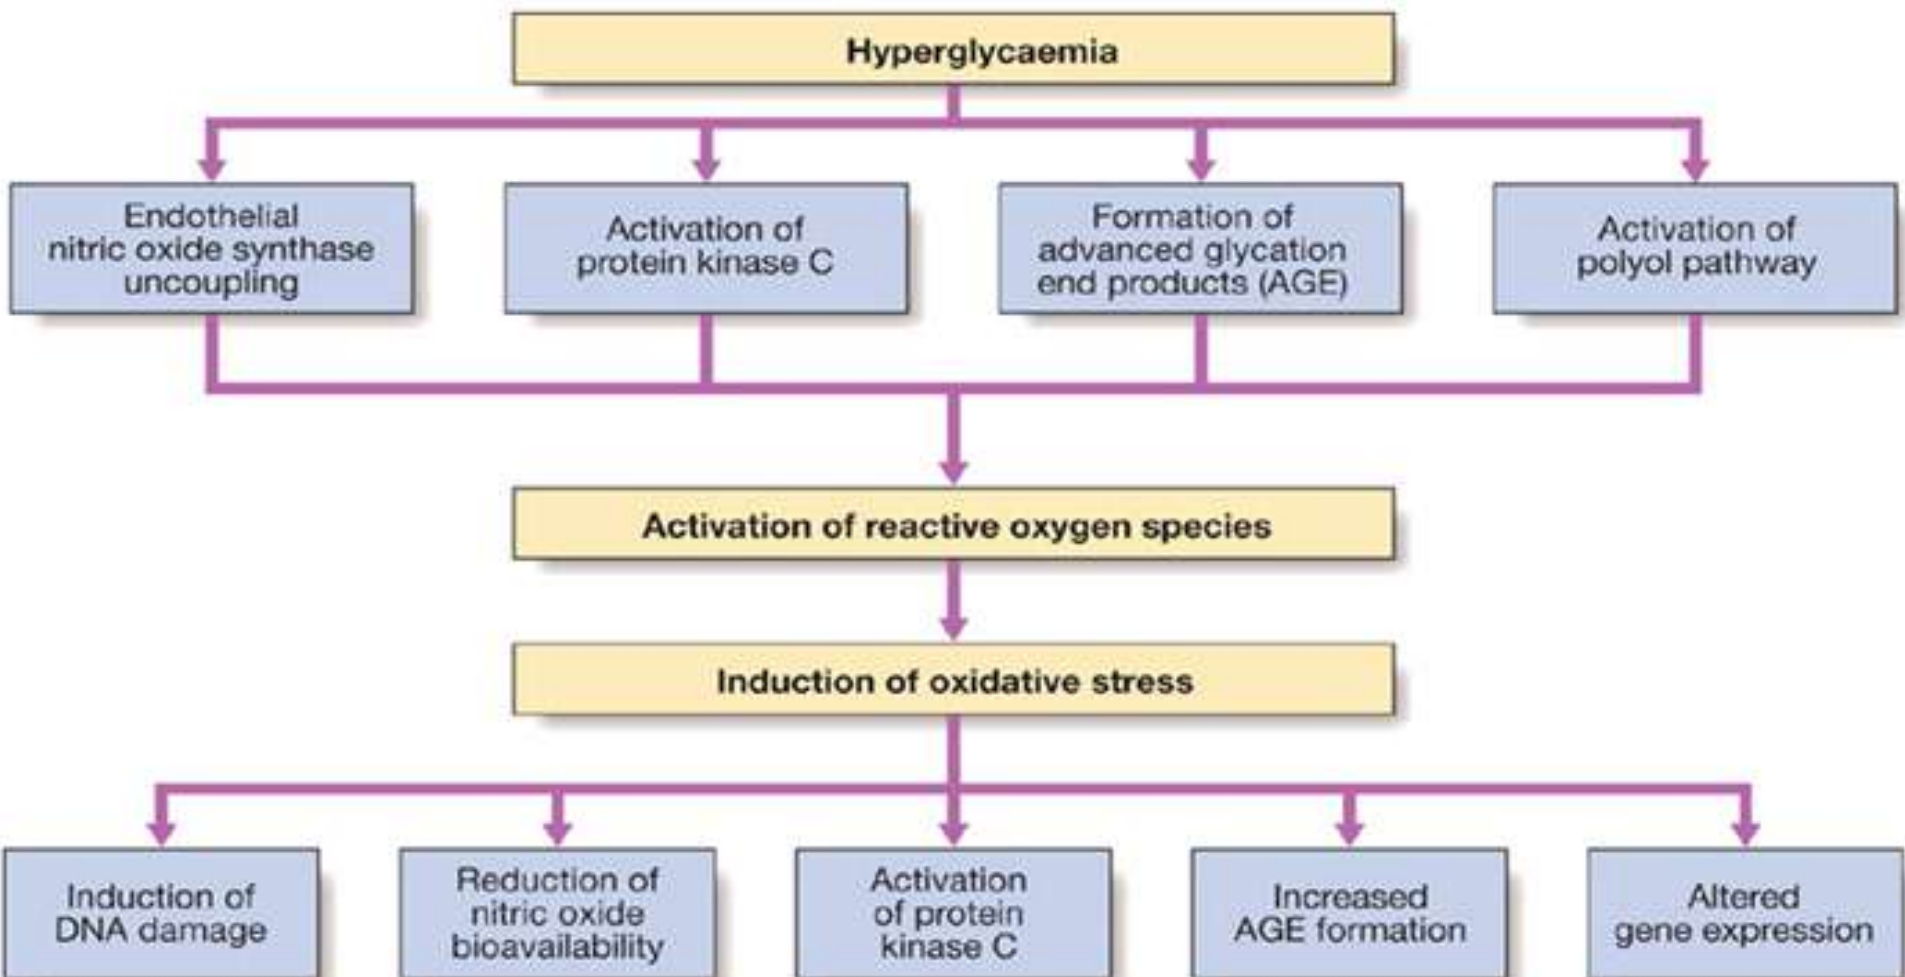 Hyperglycaemia
Endothelial
nitric oxide synthase
uncoupling
Activation of
protein kinase C
Formation of
advanced glycation
end products (AGE)
Activation of
polyol pathway
Activation of reactive oxygen species
Induction of oxidative stress
Induction of
DNA damage
Reduction of
nitric oxide
bioavailability
Activation
of protein
kinase C
Increased
AGE formation
Altered
gene expression